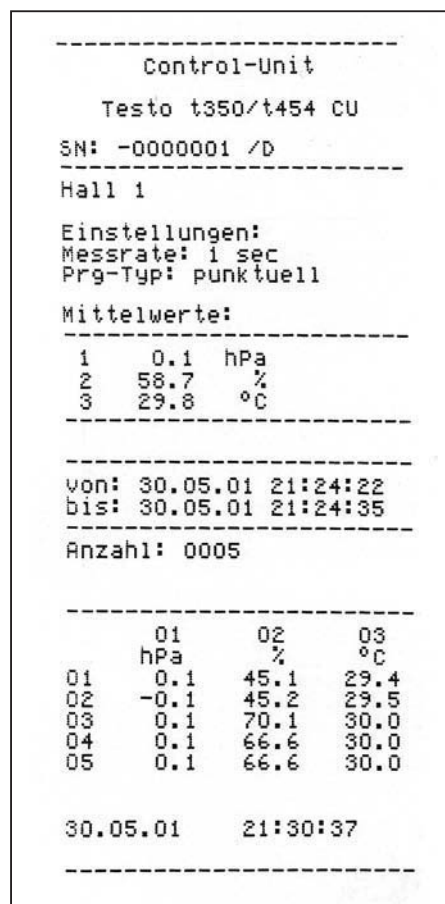 Control-Unit
Testo t350/t454 CU
SN: -0000001 /D
Hall 1
Einstellungen:
Messrate: 1 sec
Prg-Typ: punktuell
Mittelwerte:
1 0.1 hPa
2 58.7 %
3 29.8 °C
von: 30.05.01 21:24:22
bis: 30.05.01 21:24:35
Anzahl: 0005
01 02 03
hPa % °C
01 0.1 45.1 29.4
02 -0.1 45.2 29.5
03 0.1 70.1 30.0
04 0.1 66.6 30.0
05 0.1 66.6 30.0
30.05.01 21:30:37